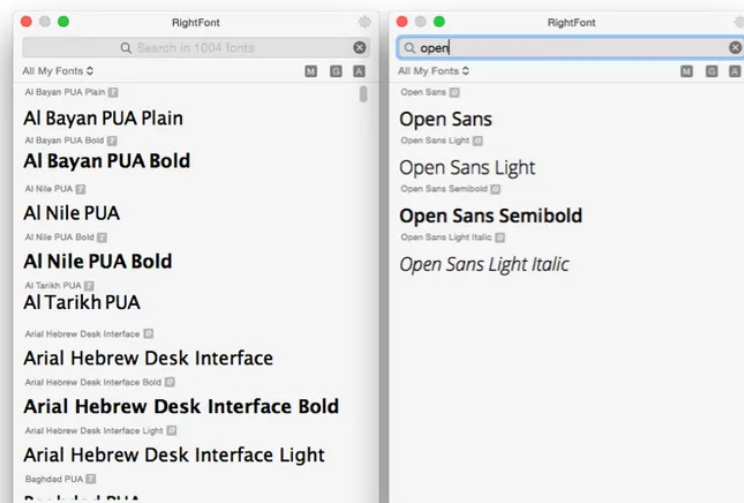 RightFont
Search in 1004 fonts
All My Fonts
M G A
Al Bayan PUA Plain T
Al Bayan PUA Plain
Al Bayan PUA Bold T
Al Bayan PUA Bold
Al Nile PUA T
Al Nile PUA
Al Nile PUA Bold T
Al Nile PUA Bold
Al Tarikh PUA T
Al Tarikh PUA
Arial Hebrew Desk Interface O
Arial Hebrew Desk Interface
Arial Hebrew Desk Interface Bold O
Arial Hebrew Desk Interface Bold
Arial Hebrew Desk Interface Light O
Arial Hebrew Desk Interface Light
Baghdad PUA T
Baghdad PUA
RightFont
open
All My Fonts
M G A
Open Sans O
Open Sans
Open Sans Light O
Open Sans Light
Open Sans Semibold O
Open Sans Semibold
Open Sans Light Italic O
Open Sans Light Italic